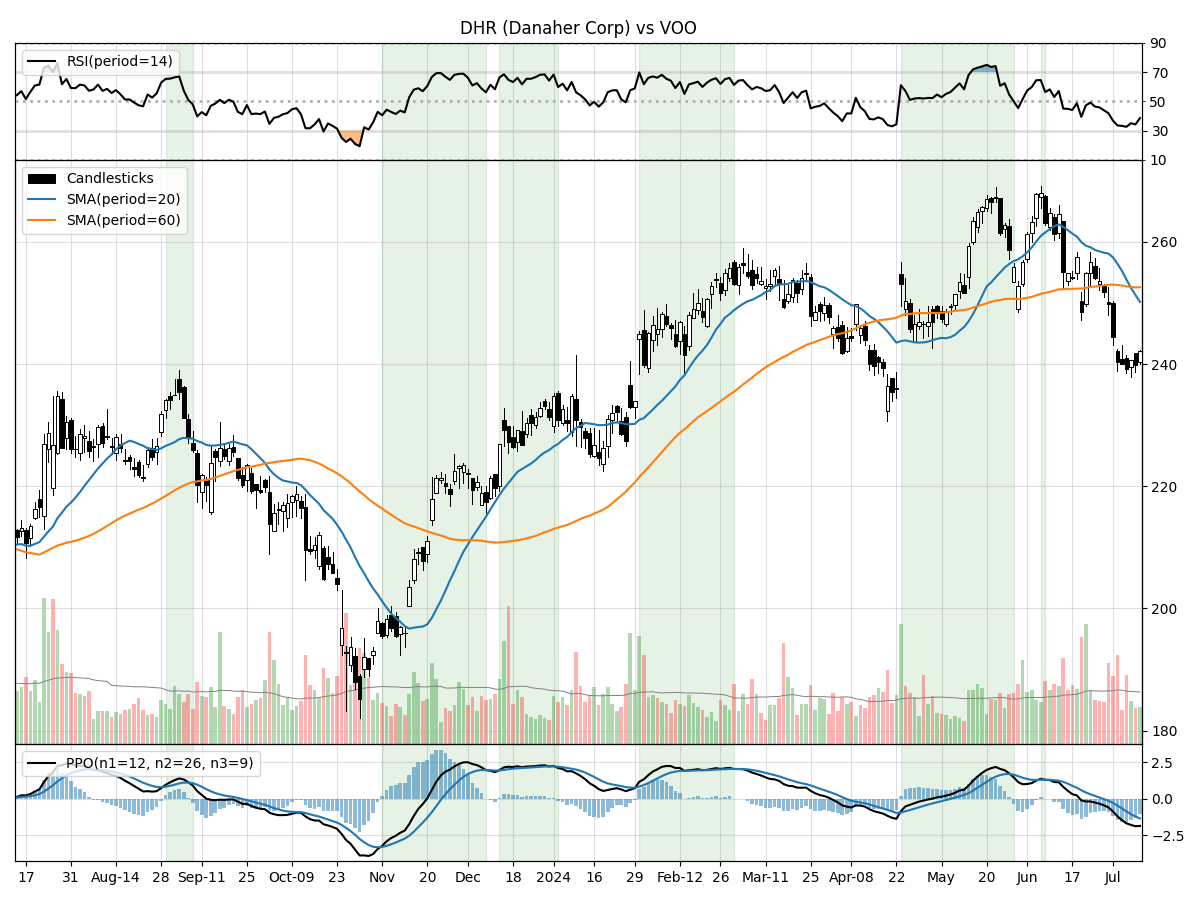 DHR (Danaher Corp) vs VOO
RSI(period=14)
90
70
50
30
10
Candlesticks
SMA(period=20)
SMA(period=60)
260
240
220
200
180
PPO(n1=12, n2=26, n3=9)
2.5
0.0
−2.5
17 31 Aug-14 28 Sep-11 25 Oct-09 23 Nov 20 Dec 18 2024 16 29 Feb-12 26 Mar-11 25 Apr-08 22 May 20 Jun 17 Jul